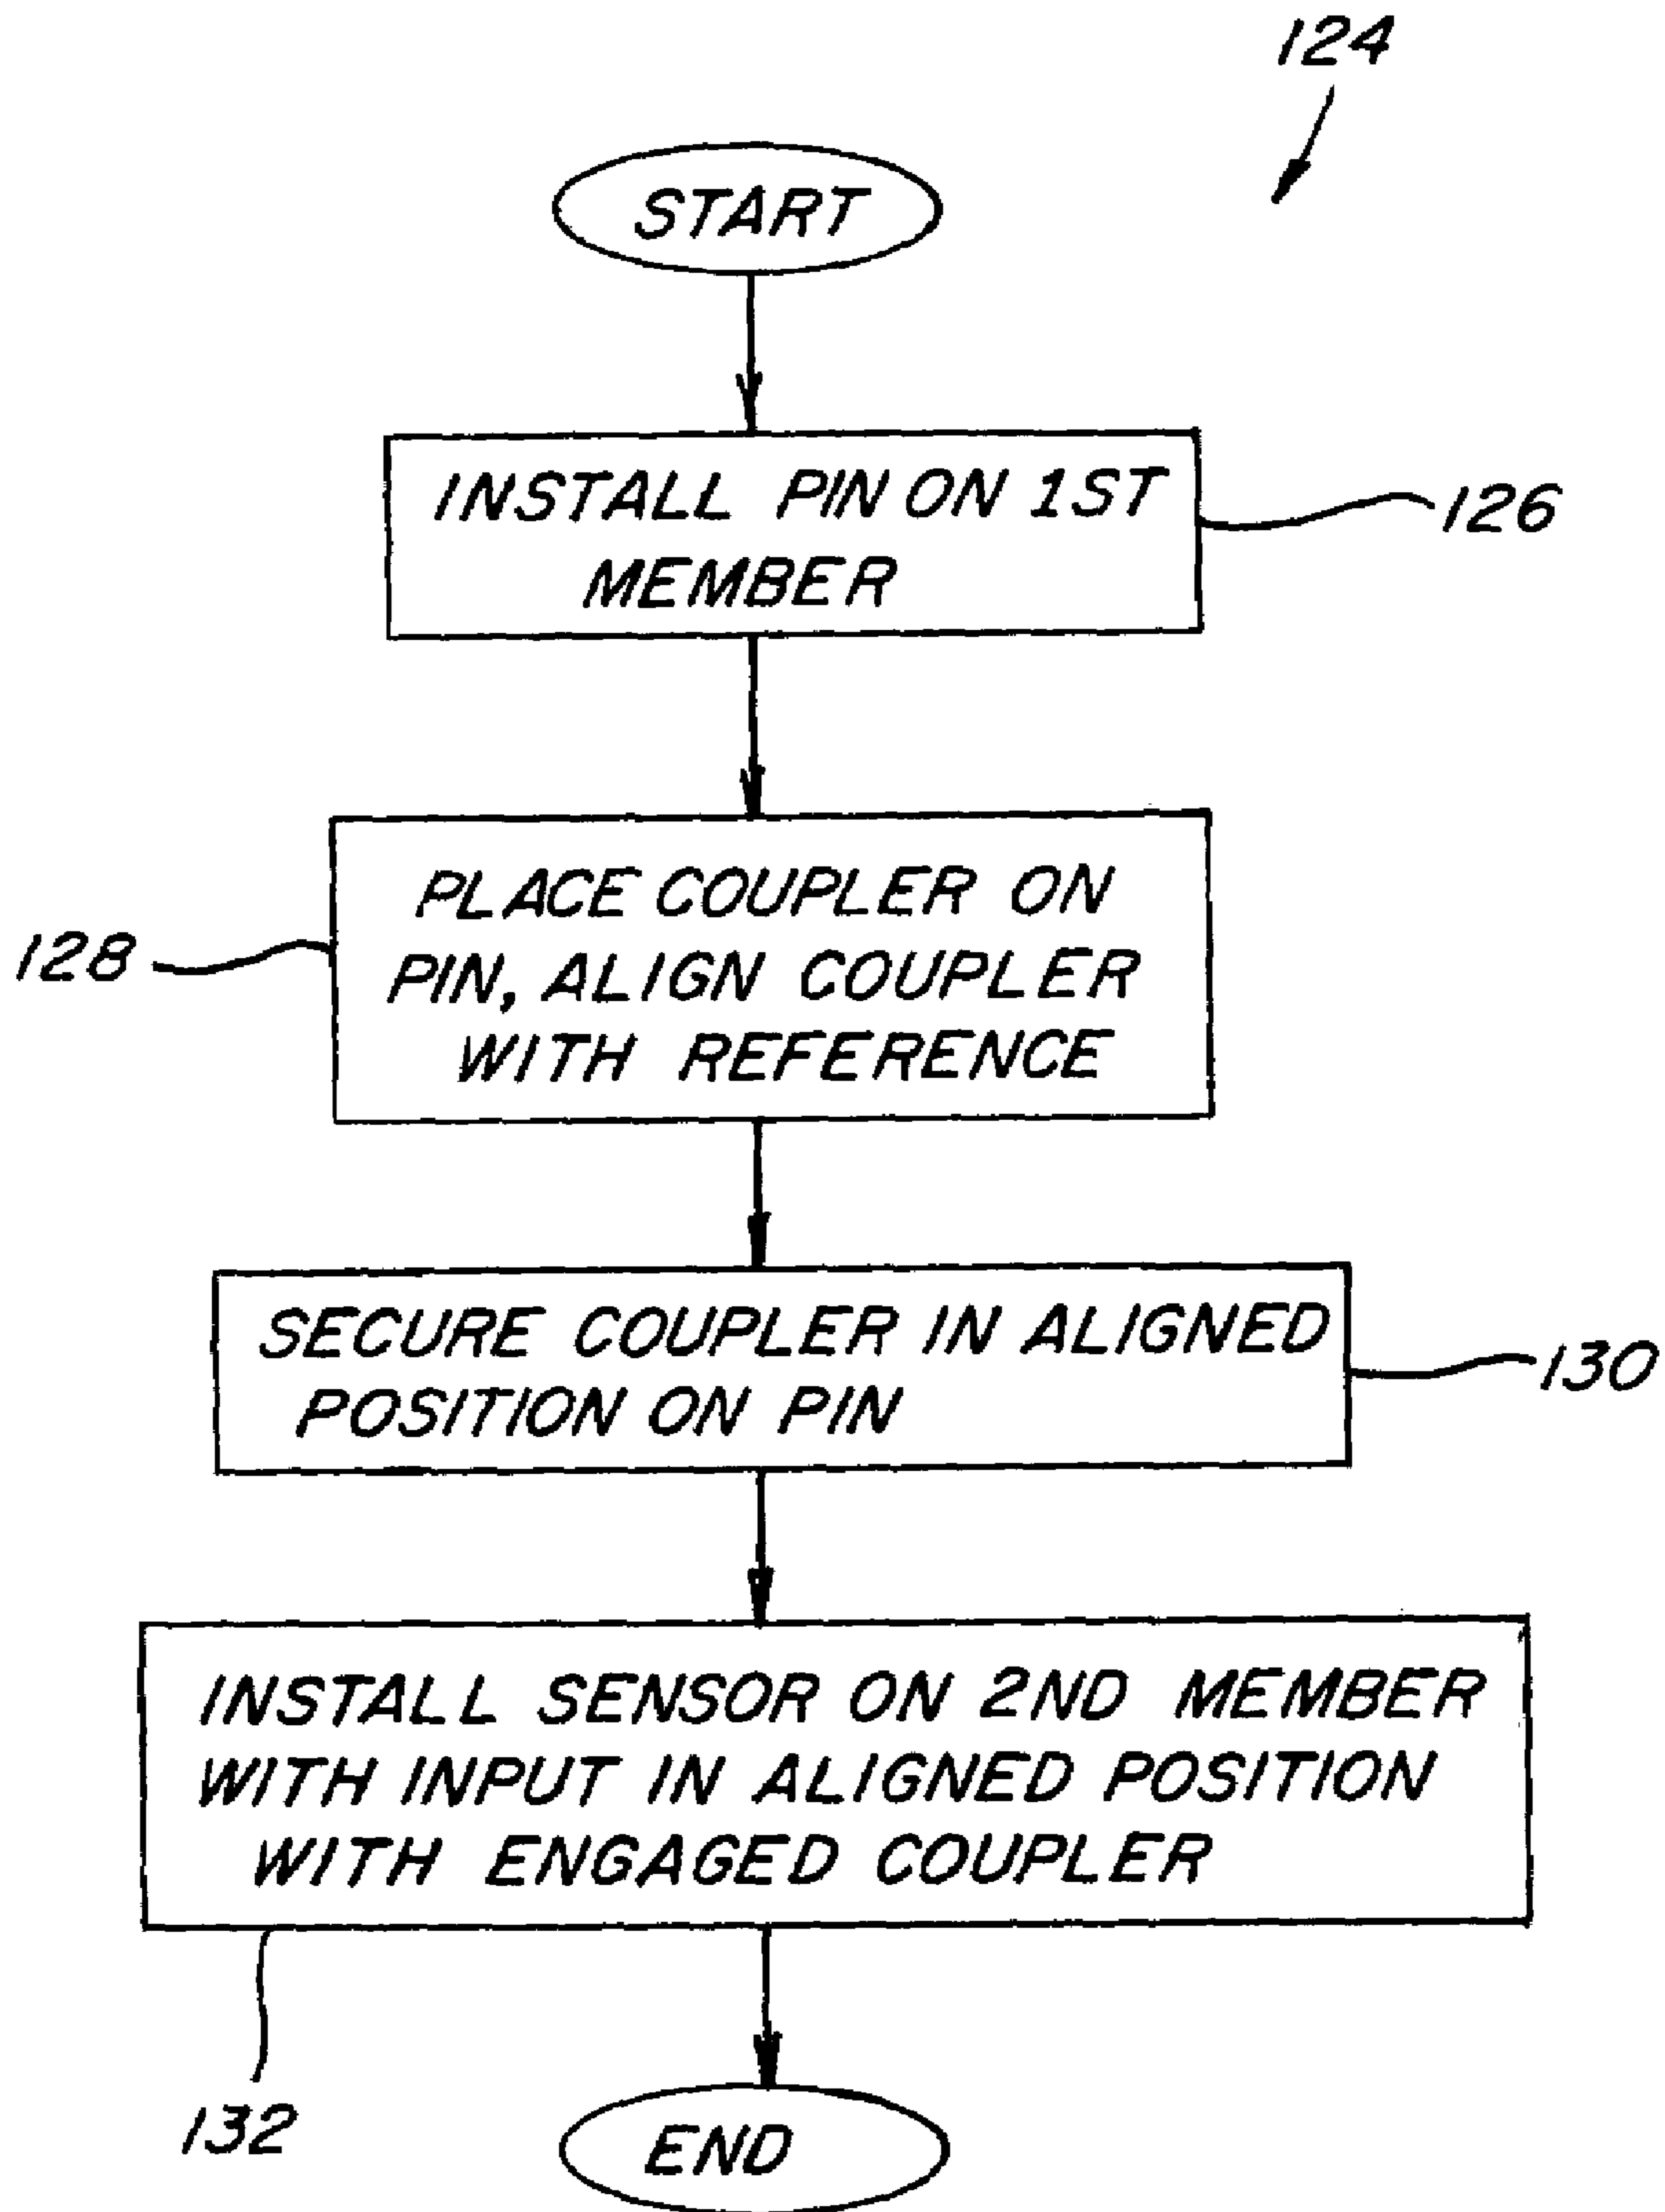 124
START
INSTALL PIN ON 1ST
MEMBER
126
PLACE COUPLER ON
PIN, ALIGN COUPLER
WITH REFERENCE
128
SECURE COUPLER IN ALIGNED
POSITION ON PIN
130
INSTALL SENSOR ON 2ND MEMBER
WITH INPUT IN ALIGNED POSITION
WITH ENGAGED COUPLER
132
END